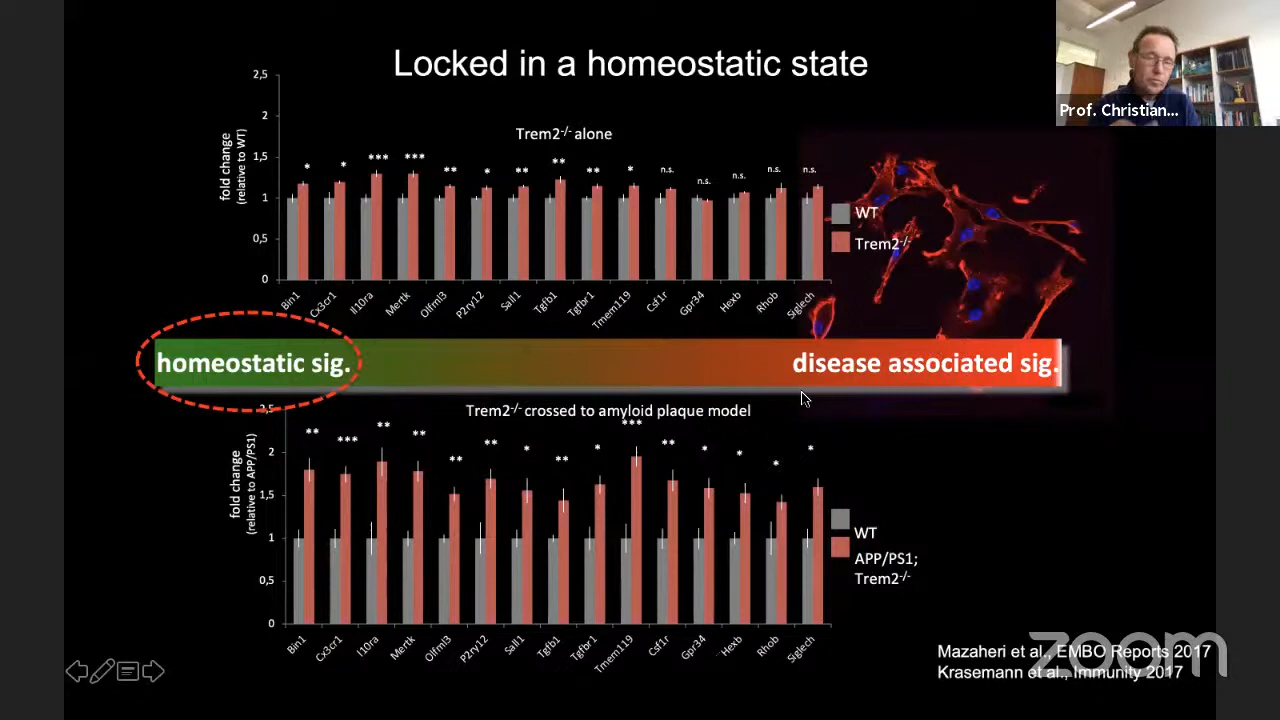 Locked in a homeostatic state
Prof. Christian...
Trem2-/- alone
fold change
(relative to WT)
2,5
2
1,5
1
0,5
0
* * *** *** ** * ** ** ** * n.s. n.s. n.s. n.s. n.s.
Bin1 Cx3cr1 Il10ra Mertk Olfml3 P2ry12 Sall1 Tgfb1 Tgfbr1 Tmem119 Csf1r Gpr34 Hexb Rhob Siglech
WT
Trem2-/-
homeostatic sig.
disease associated sig.
Trem2-/- crossed to amyloid plaque model
fold change
(relative to APP/PS1)
2,5
2
1,5
1
0,5
0
** *** ** ** ** ** * ** * *** ** * * * *
Bin1 Cx3cr1 Il10ra Mertk Olfml3 P2ry12 Sall1 Tgfb1 Tgfbr1 Tmem119 Csf1r Gpr34 Hexb Rhob Siglech
WT
APP/PS1;
Trem2-/-
Mazaheri et al., EMBO Reports 2017
Krasemann et al., Immunity 2017
zoom